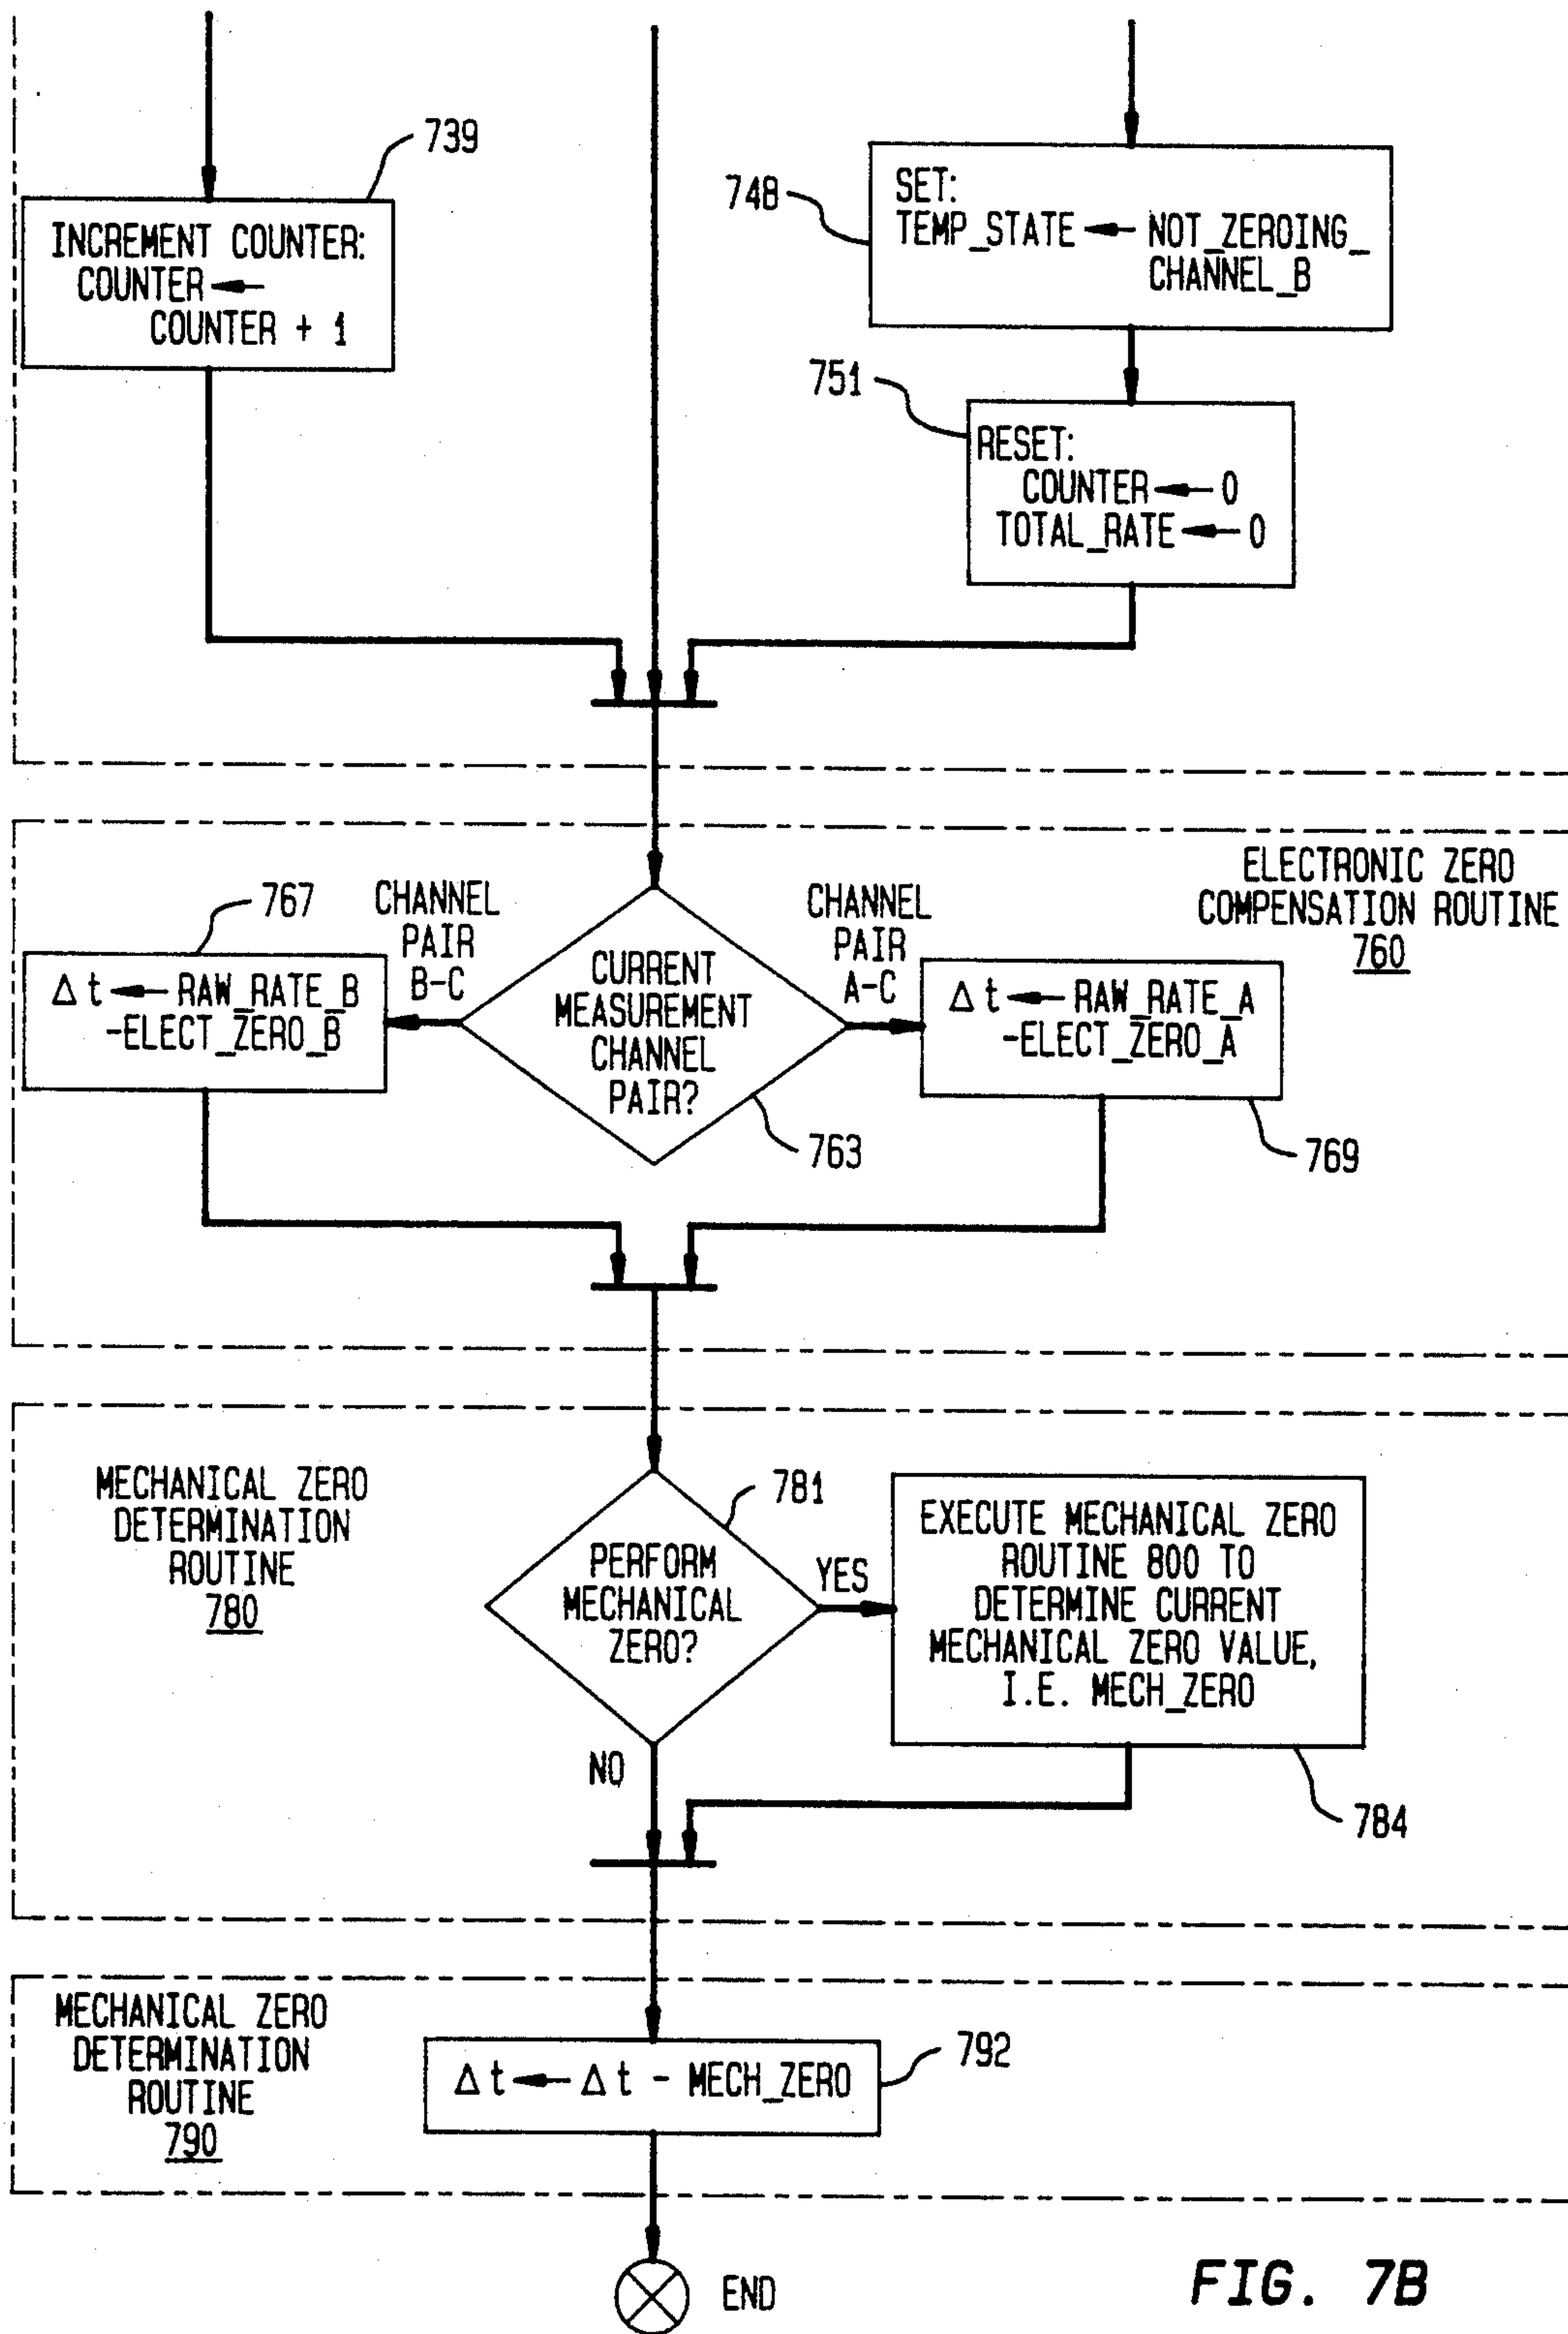 739
INCREMENT COUNTER:
COUNTER ←
COUNTER + 1
748
SET:
TEMP_STATE ← NOT_ZEROING_
CHANNEL_B
751
RESET:
COUNTER ← 0
TOTAL_RATE ← 0
ELECTRONIC ZERO
COMPENSATION ROUTINE
760
767
CHANNEL
PAIR
B-C
Δt ← RAW_RATE_B
-ELECT_ZERO_B
CURRENT
MEASUREMENT
CHANNEL
PAIR?
763
CHANNEL
PAIR
A-C
Δt ← RAW_RATE_A
-ELECT_ZERO_A
769
MECHANICAL ZERO
DETERMINATION
ROUTINE
780
781
PERFORM
MECHANICAL
ZERO?
YES
NO
EXECUTE MECHANICAL ZERO
ROUTINE 800 TO
DETERMINE CURRENT
MECHANICAL ZERO VALUE,
I.E. MECH_ZERO
784
MECHANICAL ZERO
DETERMINATION
ROUTINE
790
Δt ← Δt - MECH_ZERO
792
END
FIG. 7B